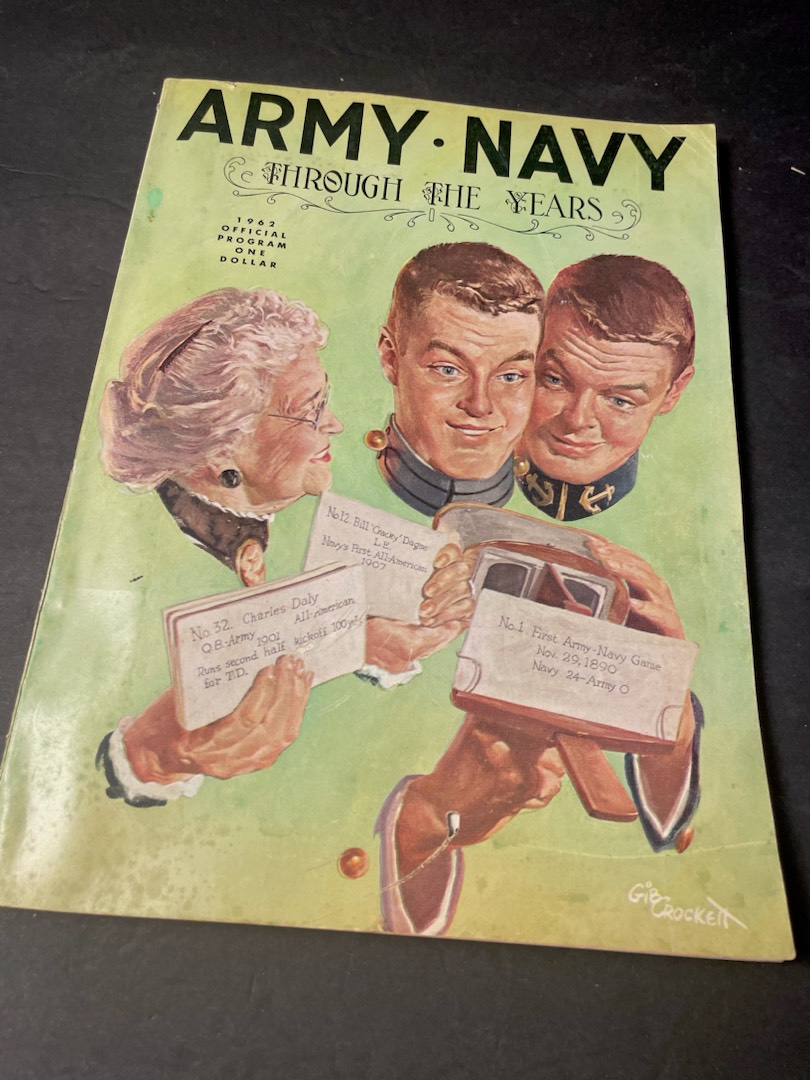 ARMY·NAVY
THROUGH THE YEARS
1962
OFFICIAL
PROGRAM
ONE
DOLLAR
No.12. Bill "Cracky" Dague
L.E.
Navy's First All-American
1907
No.32. Charles Daly
Q.B.-Army 1901 All-American
Runs second half kickoff 100 yds.
for T.D.
No.1 First Army-Navy Game
Nov. 29, 1890
Navy 24-Army 0
GiB CROCKETT